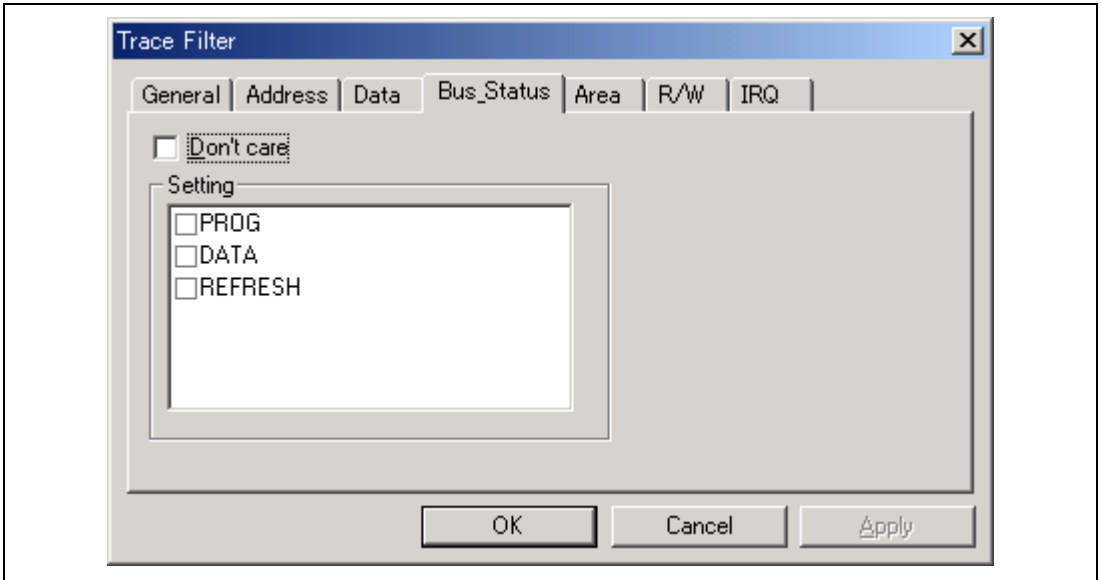 Trace Filter
General Address Data Bus_Status Area R/W IRQ
Don't care
Setting
PROG
DATA
REFRESH
OK Cancel Apply